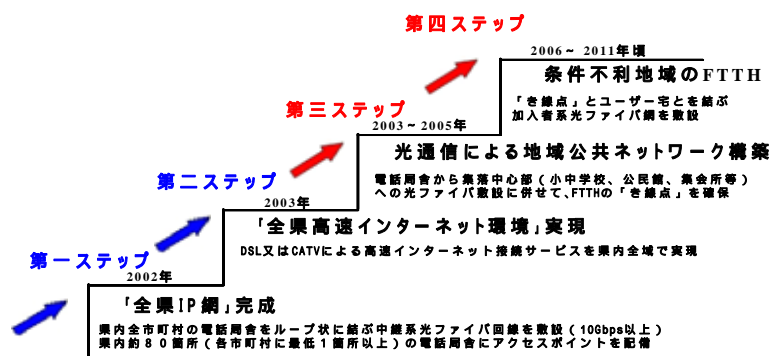 第四ステップ
2006～2011年頃
条件不利地域のFTTH
「き線点」とユーザー宅とを結ぶ
加入者系光ファイバ網を敷設
第三ステップ
2003～2005年
光通信による地域公共ネットワーク構築
電話局舎から集落中心部（小中学校、公民館、集会所等）
への光ファイバ敷設に併せて、FTTHの「き線点」を確保
第二ステップ
2003年
「全県高速インターネット環境」実現
DSL又はCATVによる高速インターネット接続サービスを県内全域で実現
第一ステップ
2002年
「全県IP網」完成
県内全市町村の電話局舎をループ状に結ぶ中継系光ファイバ回線を敷設（10Gbps以上）
県内約８０箇所（各市町村に最低１箇所以上）の電話局舎にアクセスポイントを配備